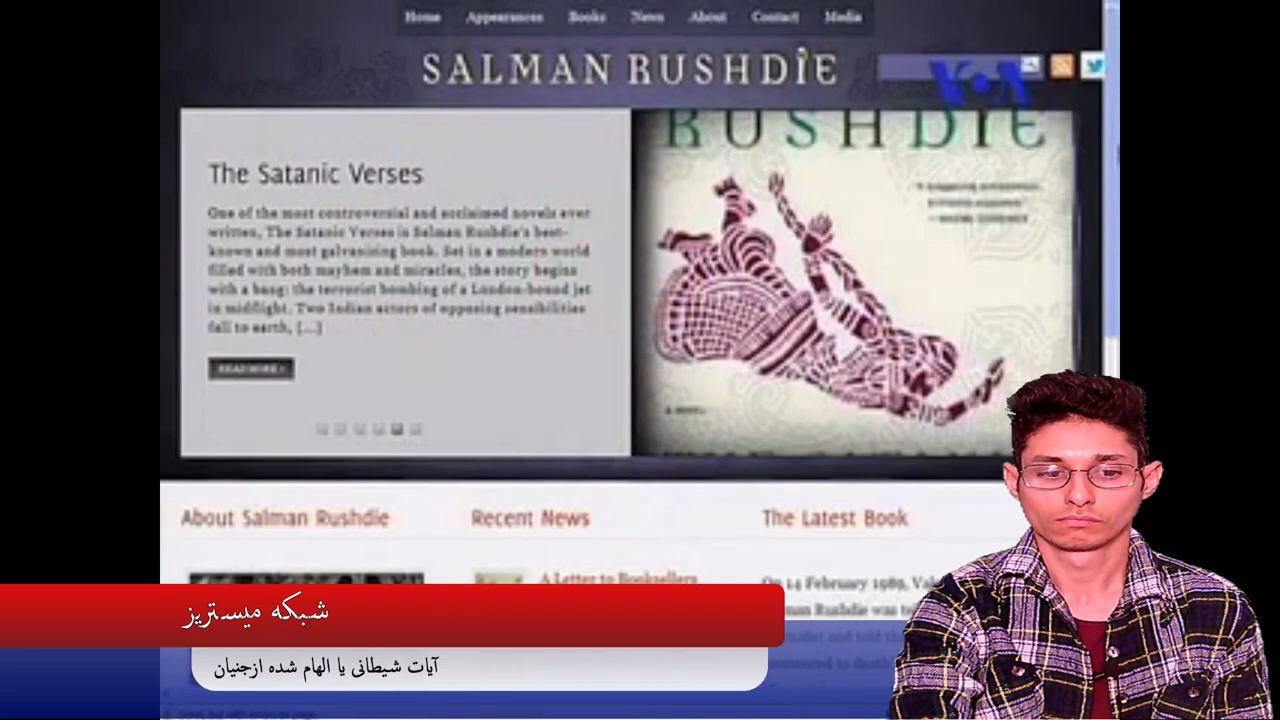 Home Appearances Books News About Contact Media
SALMAN RUSHDIE
VOA
RUSHDIE
The Satanic Verses
One of the most controversial and acclaimed novels ever
written, The Satanic Verses is Salman Rushdie's best-
known and most galvanizing book. Set in a modern world
filled with both mayhem and miracles, the story begins
with a bang: the terrorist bombing of a London-bound jet
in midflight. Two Indian actors of opposing sensibilities
fall to earth, [...]
READ MORE
A NOVEL
About Salman Rushdie
Recent News
The Latest Book
A Letter to Booksellers
On 14 February 1989, Val
شبکه میستریز
آیات شیطانی یا الهام شده ازجنیان